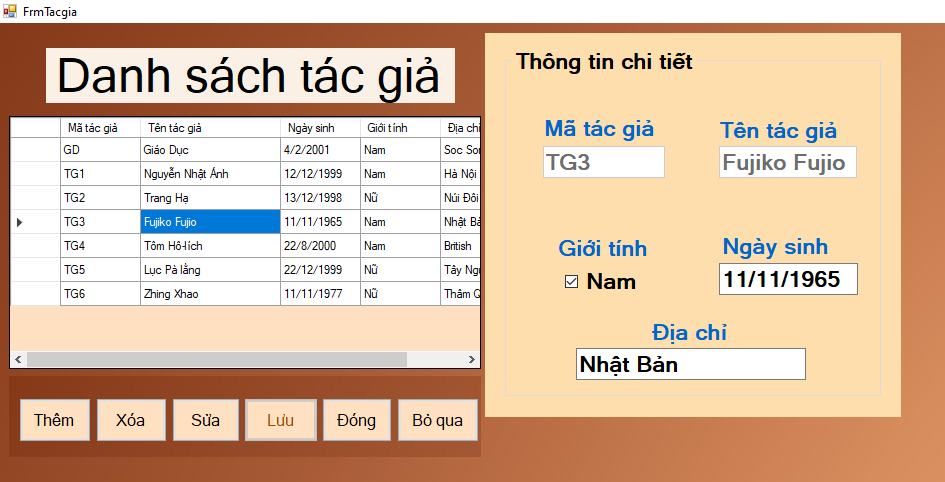 FrmTacgia
Danh sách tác giả
Mã tác giả Tên tác giả Ngày sinh Giới tính Địa chỉ
GD Giáo Dục 4/2/2001 Nam Soc Son
TG1 Nguyễn Nhật Ánh 12/12/1999 Nam Hà Nội
TG2 Trang Hạ 13/12/1998 Nữ Núi Đôi
TG3 Fujiko Fujio 11/11/1965 Nam Nhật Bả
TG4 Tôm Hô-lích 22/8/2000 Nam British
TG5 Lục Pà lằng 22/12/1999 Nữ Tây Ngu
TG6 Zhing Xhao 11/11/1977 Nữ Thâm Q
Thêm Xóa Sửa Lưu Đóng Bỏ qua
Thông tin chi tiết
Mã tác giả Tên tác giả
TG3 Fujiko Fujio
Giới tính Ngày sinh
Nam 11/11/1965
Địa chỉ
Nhật Bản